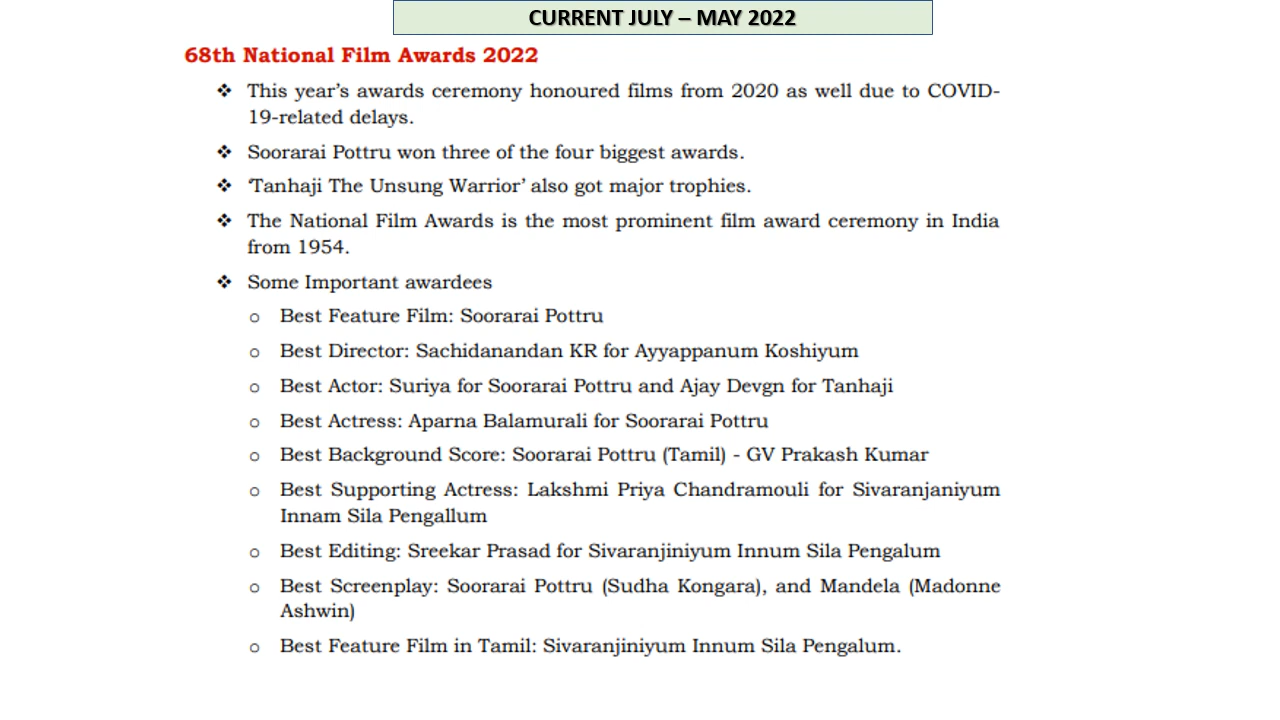 CURRENT JULY – MAY 2022
68th National Film Awards 2022
❖ This year's awards ceremony honoured films from 2020 as well due to COVID-
19-related delays.
❖ Soorarai Pottru won three of the four biggest awards.
❖ 'Tanhaji The Unsung Warrior' also got major trophies.
❖ The National Film Awards is the most prominent film award ceremony in India
from 1954.
❖ Some Important awardees
o Best Feature Film: Soorarai Pottru
o Best Director: Sachidanandan KR for Ayyappanum Koshiyum
o Best Actor: Suriya for Soorarai Pottru and Ajay Devgn for Tanhaji
o Best Actress: Aparna Balamurali for Soorarai Pottru
o Best Background Score: Soorarai Pottru (Tamil) - GV Prakash Kumar
o Best Supporting Actress: Lakshmi Priya Chandramouli for Sivaranjaniyum
Innam Sila Pengallum
o Best Editing: Sreekar Prasad for Sivaranjiniyum Innum Sila Pengalum
o Best Screenplay: Soorarai Pottru (Sudha Kongara), and Mandela (Madonne
Ashwin)
o Best Feature Film in Tamil: Sivaranjiniyum Innum Sila Pengalum.